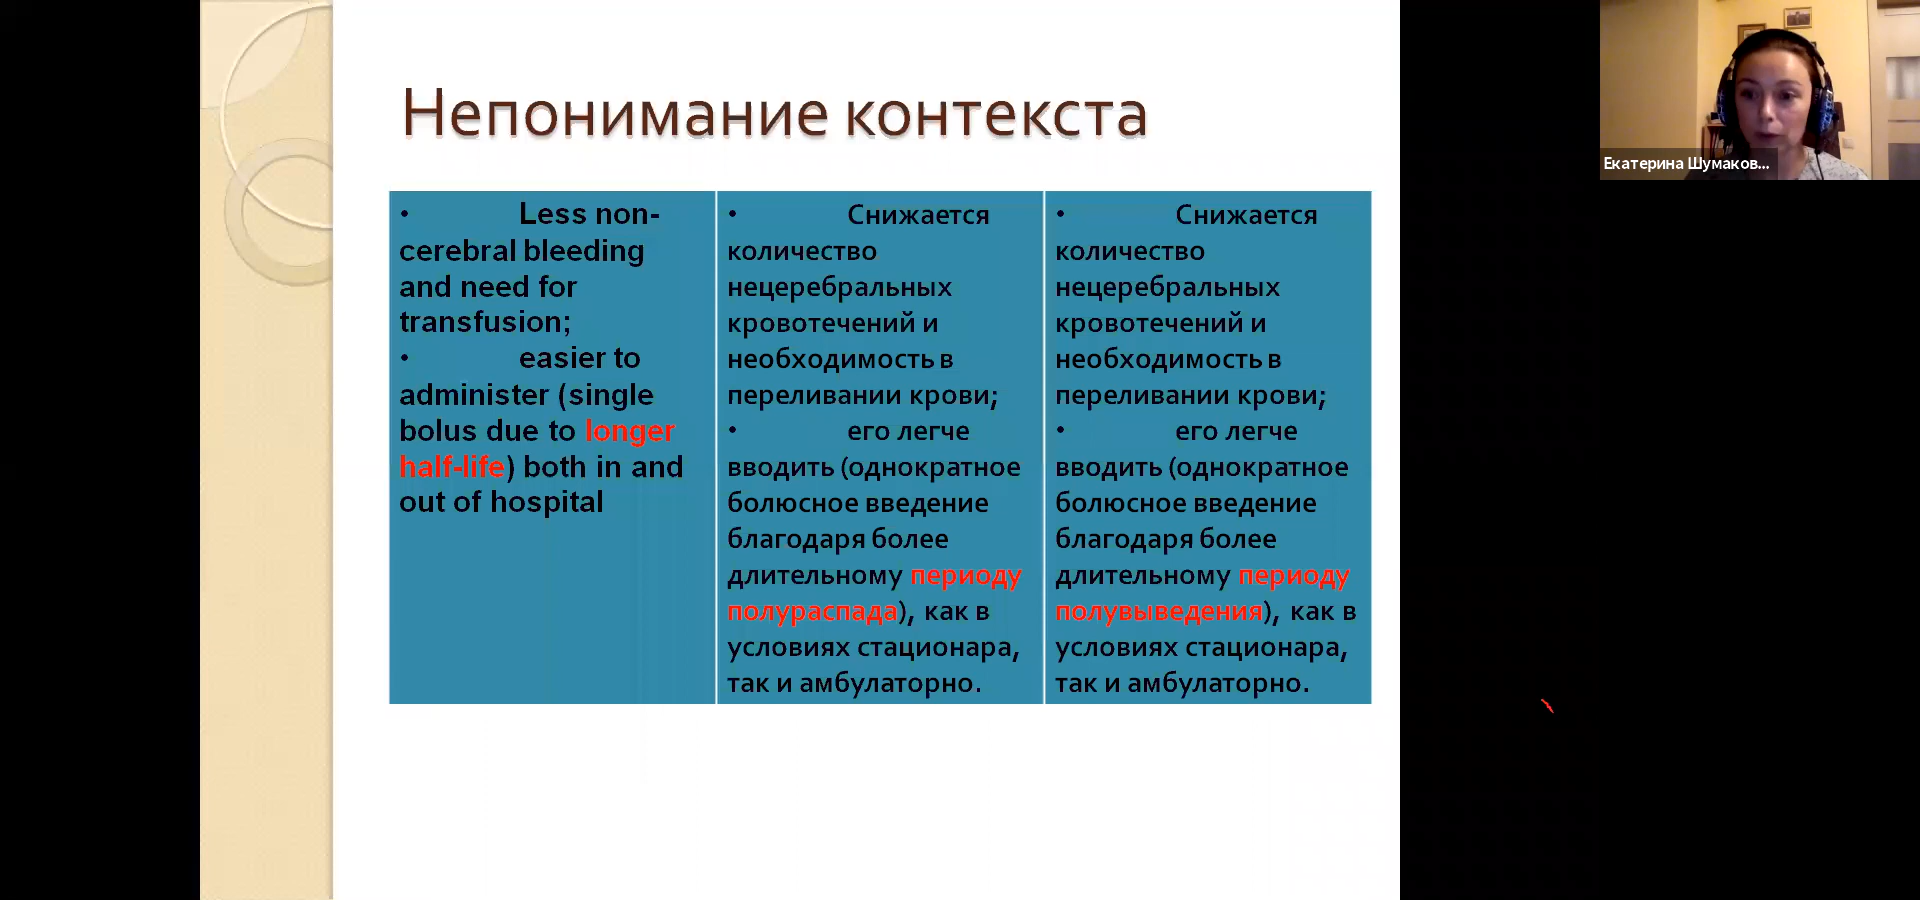 Непонимание контекста
• Less non-
cerebral bleeding
and need for
transfusion;
• easier to
administer (single
bolus due to longer
half-life) both in and
out of hospital
• Снижается
количество
нецеребральных
кровотечений и
необходимость в
переливании крови;
• его легче
вводить (однократное
болюсное введение
благодаря более
длительному периоду
полураспада), как в
условиях стационара,
так и амбулаторно.
• Снижается
количество
нецеребральных
кровотечений и
необходимость в
переливании крови;
• его легче
вводить (однократное
болюсное введение
благодаря более
длительному периоду
полувыведения), как в
условиях стационара,
так и амбулаторно.
Екатерина Шумаков...